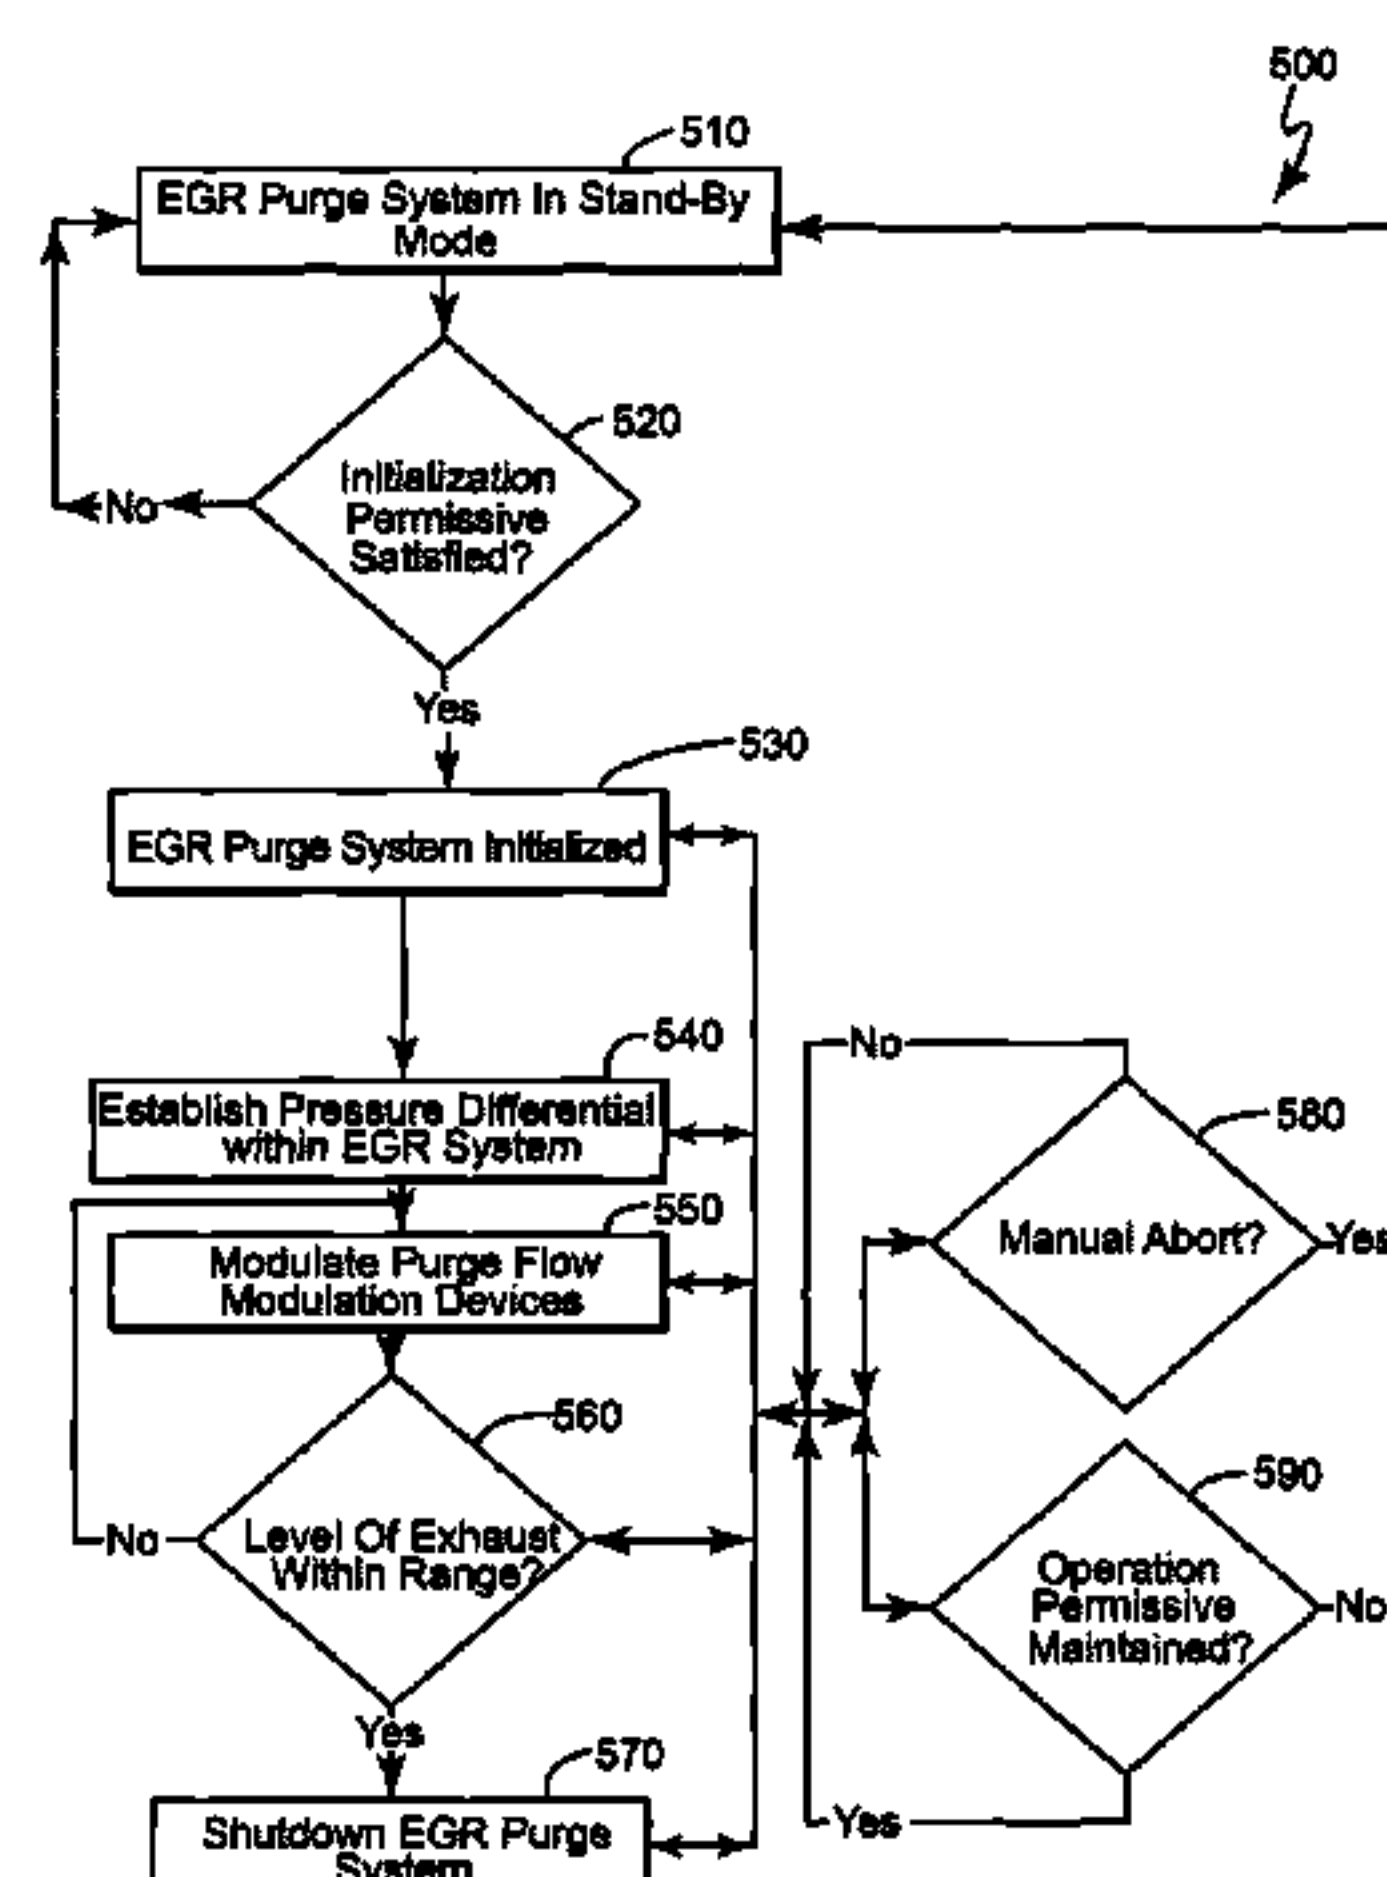 500
510
EGR Purge System In Stand-By
Mode
520
Initialization
Permissive
Satisfied?
No
Yes
530
EGR Purge System Initialized
540
Establish Pressure Differential
within EGR System
550
Modulate Purge Flow
Modulation Devices
560
Level Of Exhaust
Within Range?
No
Yes
570
Shutdown EGR Purge
System
No
580
Manual Abort?
Yes
590
Operation
Permissive
Maintained?
No
Yes